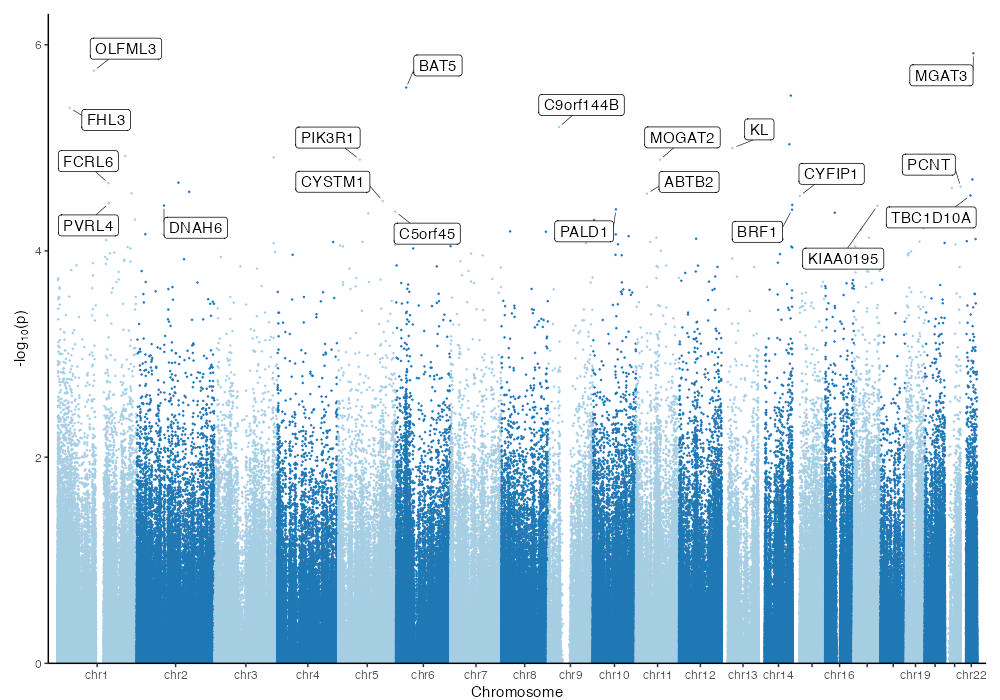 OLFML3
BAT5
MGAT3
C9orf144B
FHL3
PIK3R1
MOGAT2
KL
FCRL6
CYSTM1
ABTB2
CYFIP1
PCNT
PVRL4
DNAH6
C5orf45
PALD1
BRF1
TBC1D10A
KIAA0195
6
4
2
0
-log10(p)
chr1 chr2 chr3 chr4 chr5 chr6 chr7 chr8 chr9 chr10 chr11 chr12 chr13 chr14 chr16 chr19 chr22
Chromosome